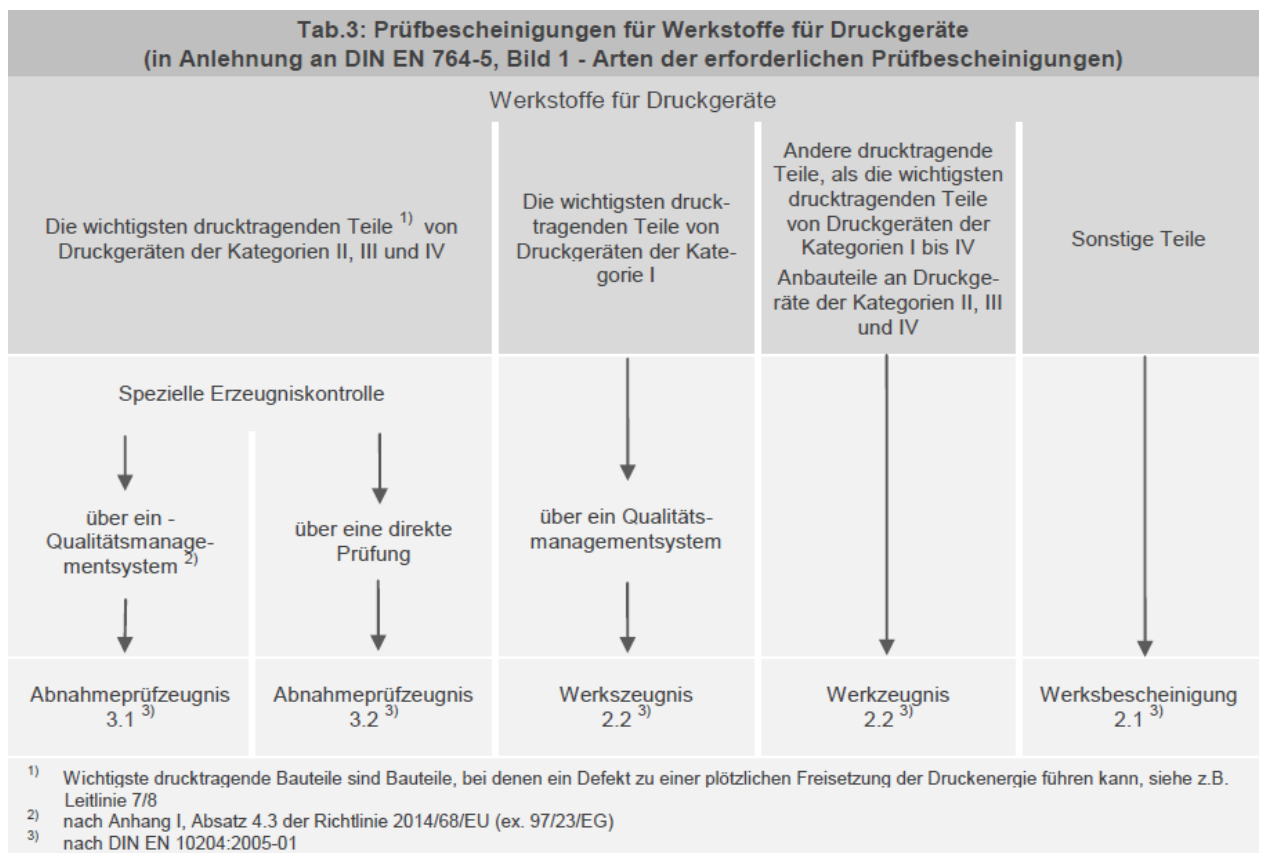 Tab.3: Prüfbescheinigungen für Werkstoffe für Druckgeräte
(in Anlehnung an DIN EN 764-5, Bild 1 - Arten der erforderlichen Prüfbescheinigungen)
Werkstoffe für Druckgeräte
Die wichtigsten drucktragenden Teile 1) von
Druckgeräten der Kategorien II, III und IV
Die wichtigsten druck-
tragenden Teile von
Druckgeräten der Kate-
gorie I
Andere drucktragende
Teile, als die wichtigsten
drucktragenden Teile
von Druckgeräten der
Kategorien I bis IV
Anbauteile an Druckge-
räte der Kategorien II, III
und IV
Sonstige Teile
Spezielle Erzeugniskontrolle
über ein -
Qualitätsmanage-
mentsystem 2)
über eine direkte
Prüfung
über ein Qualitäts-
managementsystem
Abnahmeprüfzeugnis
3.1 3)
Abnahmeprüfzeugnis
3.2 3)
Werkszeugnis
2.2 3)
Werkzeugnis
2.2 3)
Werksbescheinigung
2.1 3)
1) Wichtigste drucktragende Bauteile sind Bauteile, bei denen ein Defekt zu einer plötzlichen Freisetzung der Druckenergie führen kann, siehe z.B.
Leitlinie 7/8
2) nach Anhang I, Absatz 4.3 der Richtlinie 2014/68/EU (ex. 97/23/EG)
3) nach DIN EN 10204:2005-01